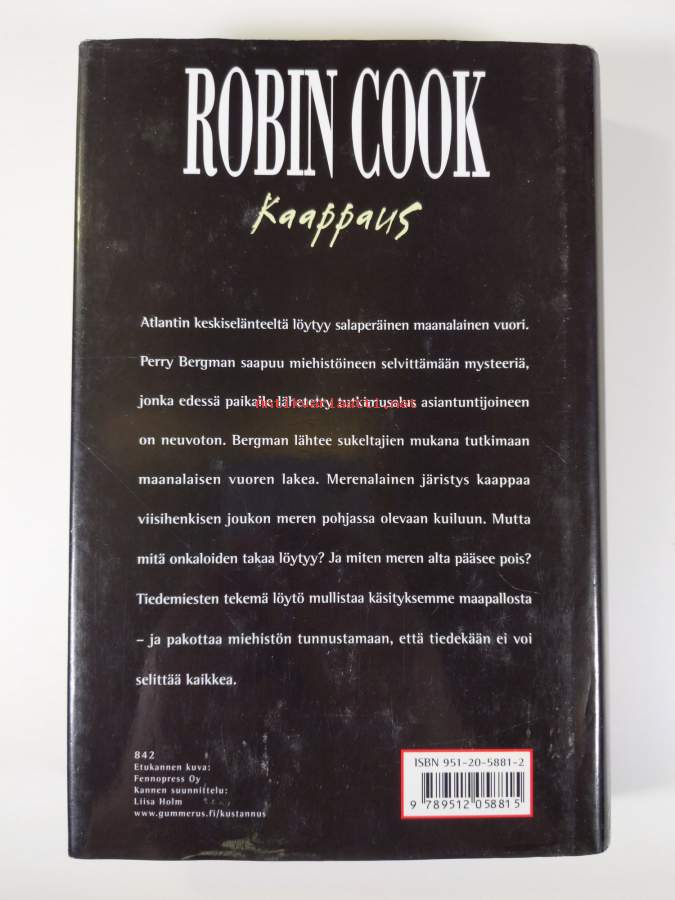 ROBIN COOK
Kaappaus
Atlantin keskiselänteeltä löytyy salaperäinen maanalainen vuori.
Perry Bergman saapuu miehistöineen selvittämään mysteeriä,
jonka edessä paikalle lähetetty tutkimusalus asiantuntijoineen
antikvariaatti.net
on neuvoton. Bergman lähtee sukeltajien mukana tutkimaan
maanalaisen vuoren lakea. Merenalainen järistys kaappaa
viisihenkisen joukon meren pohjassa olevaan kuiluun. Mutta
mitä onkaloiden takaa löytyy? Ja miten meren alta pääsee pois?
Tiedemiesten tekemä löytö mullistaa käsityksemme maapallosta
– ja pakottaa miehistön tunnustamaan, että tiedekään ei voi
selittää kaikkea.
842
Etukannen kuva:
Fennopress Oy
Kannen suunnittelu:
Liisa Holm
www.gummerus.fi/kustannus
ISBN 951-20-5881-2
9 789512 058815